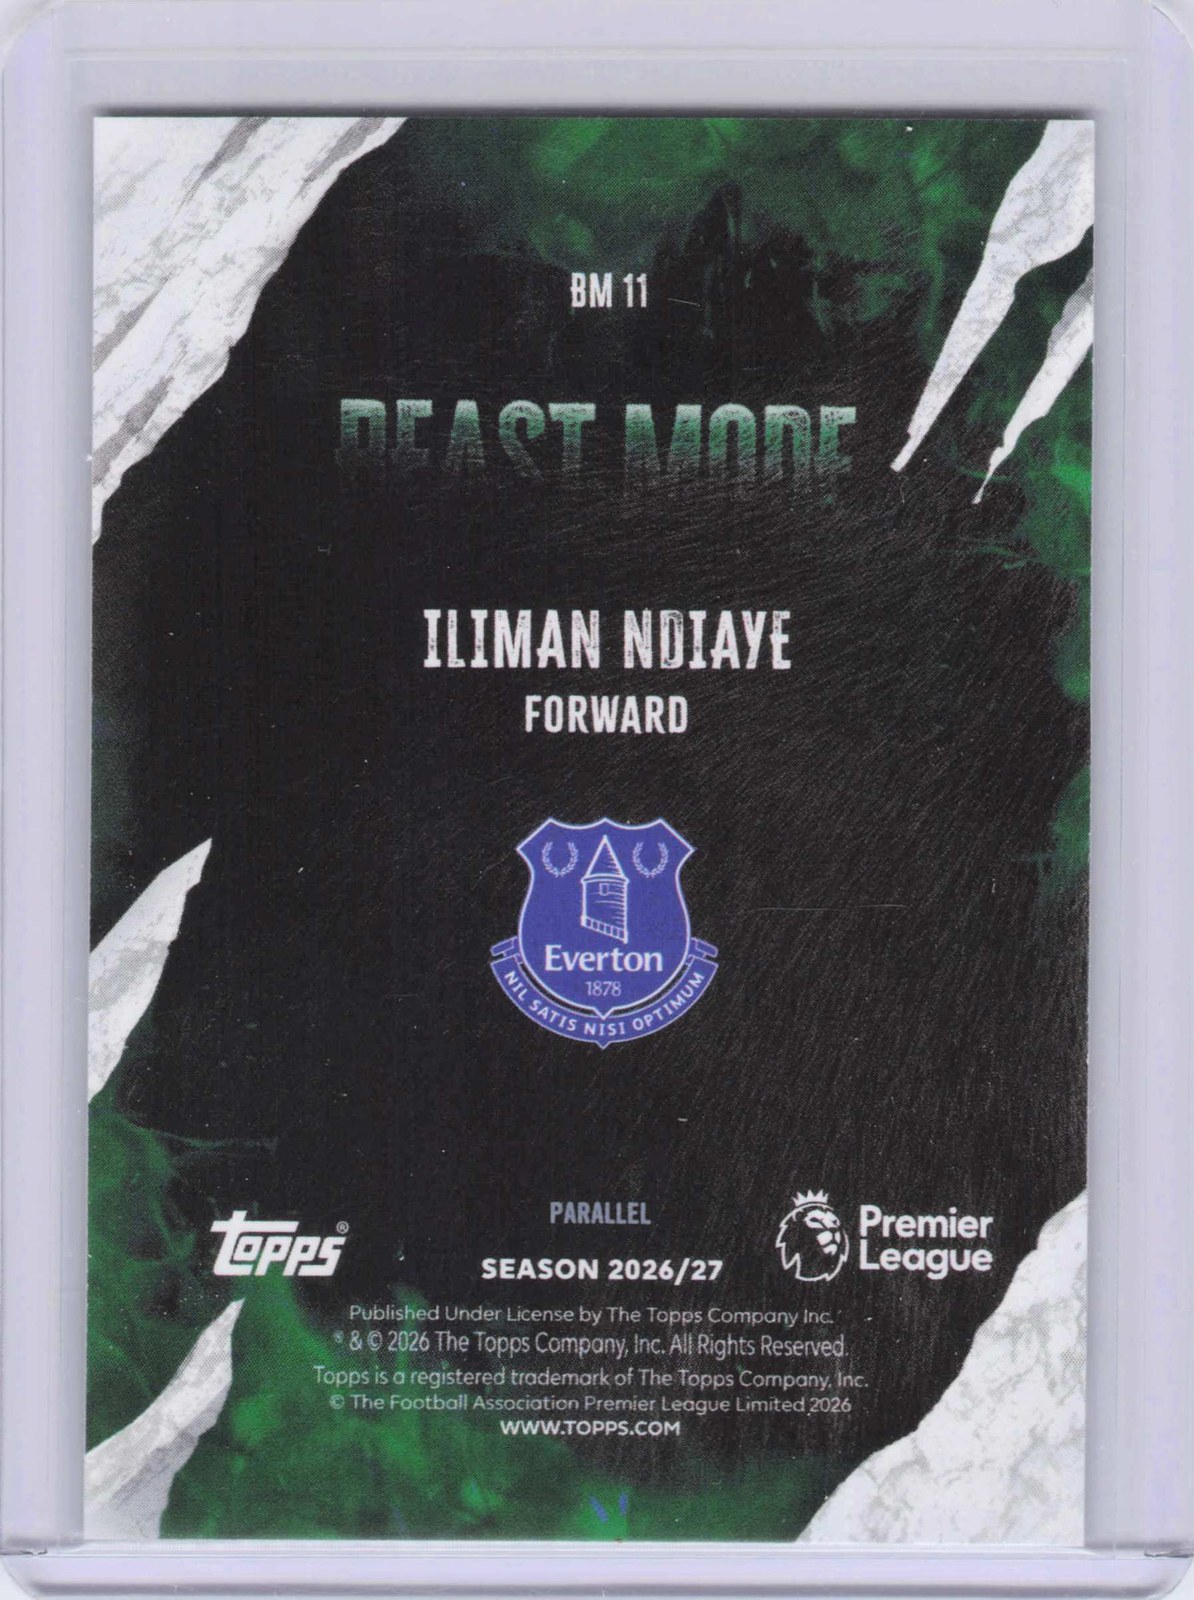 BM 11
BEAST MODE
ILIMAN NDIAYE
FORWARD
Everton
1878
NIL SATIS NISI OPTIMUM
PARALLEL
TOPPS®
SEASON 2026/27
Premier
League
Published Under License by The Topps Company Inc.
® & © 2026 The Topps Company, Inc. All Rights Reserved.
Topps is a registered trademark of The Topps Company, Inc.
© The Football Association Premier League Limited 2026
WWW.TOPPS.COM